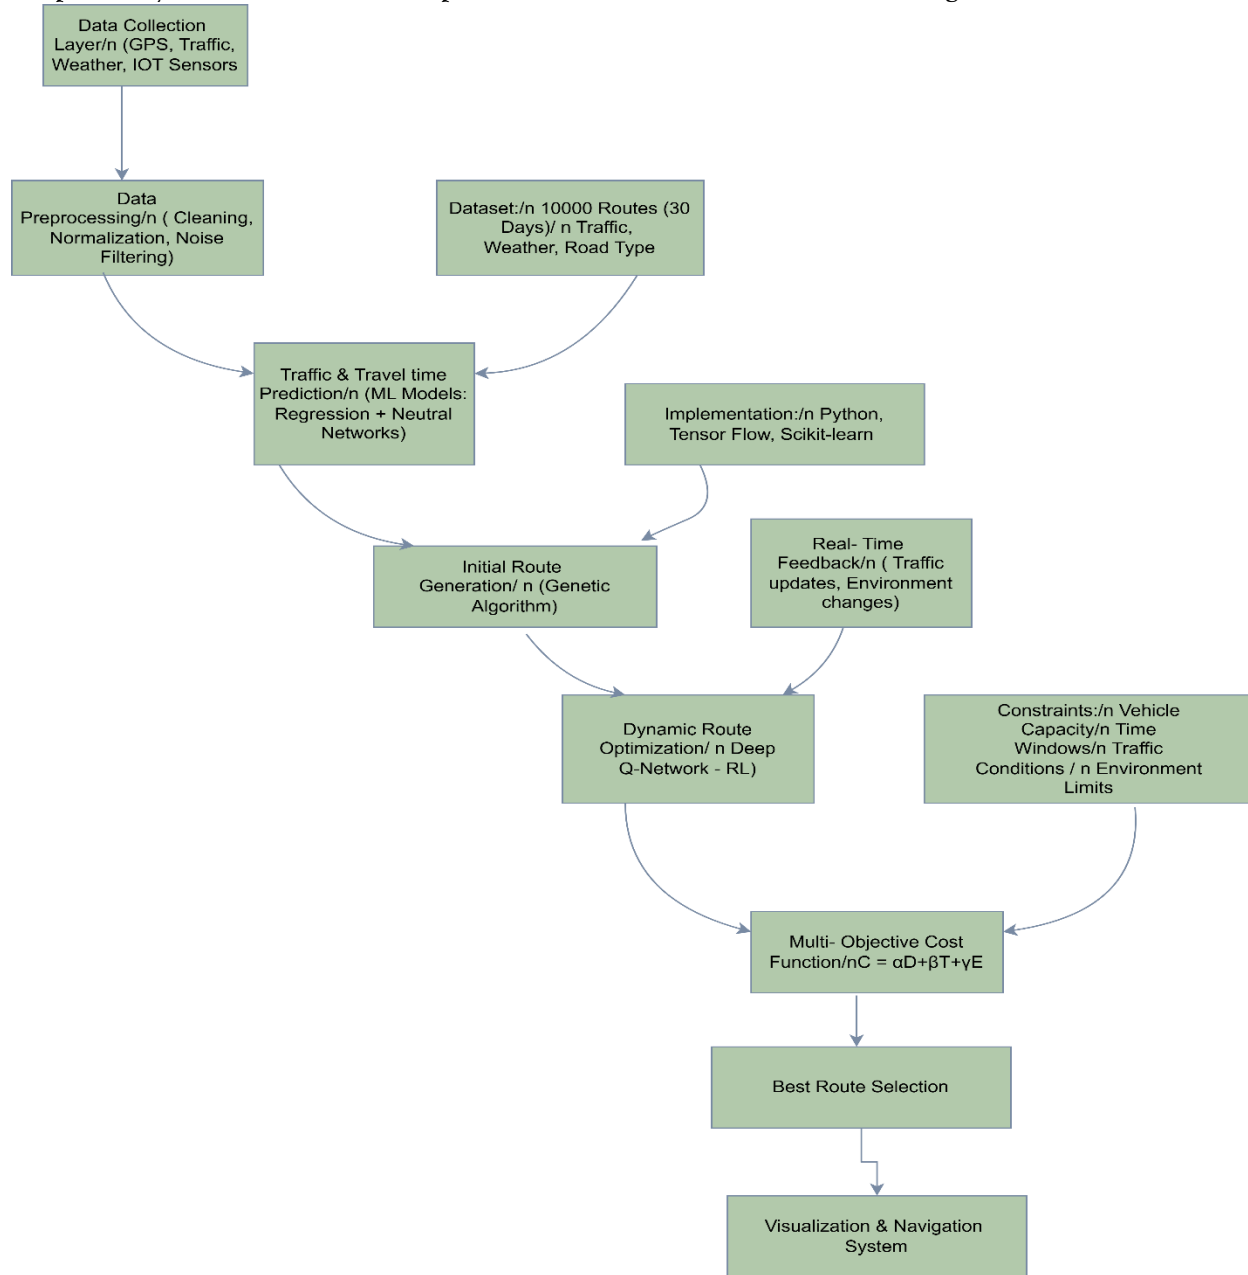 Data Collection
Layer/n (GPS, Traffic,
Weather, IOT Sensors
Data
Preprocessing/n ( Cleaning,
Normalization, Noise
Filtering)
Dataset:/n 10000 Routes (30
Days)/ n Traffic,
Weather, Road Type
Traffic & Travel time
Prediction/n (ML Models:
Regression + Neutral
Networks)
Implementation:/n Python,
Tensor Flow, Scikit-learn
Initial Route
Generation/ n (Genetic
Algorithm)
Real- Time
Feedback/n ( Traffic
updates, Environment
changes)
Dynamic Route
Optimization/ n Deep
Q-Network - RL)
Constraints:/n Vehicle
Capacity/n Time
Windows/n Traffic
Conditions / n Environment
Limits
Multi- Objective Cost
Function/nC = αD+βT+γE
Best Route Selection
Visualization & Navigation
System